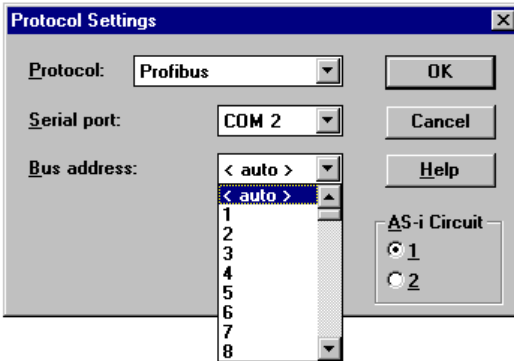 Protocol Settings
Protocol: Profibus OK
Serial port: COM 2 Cancel
Bus address: < auto > Help
< auto >
1
2
3
4
5
6
7
8
AS-i Circuit
1
2